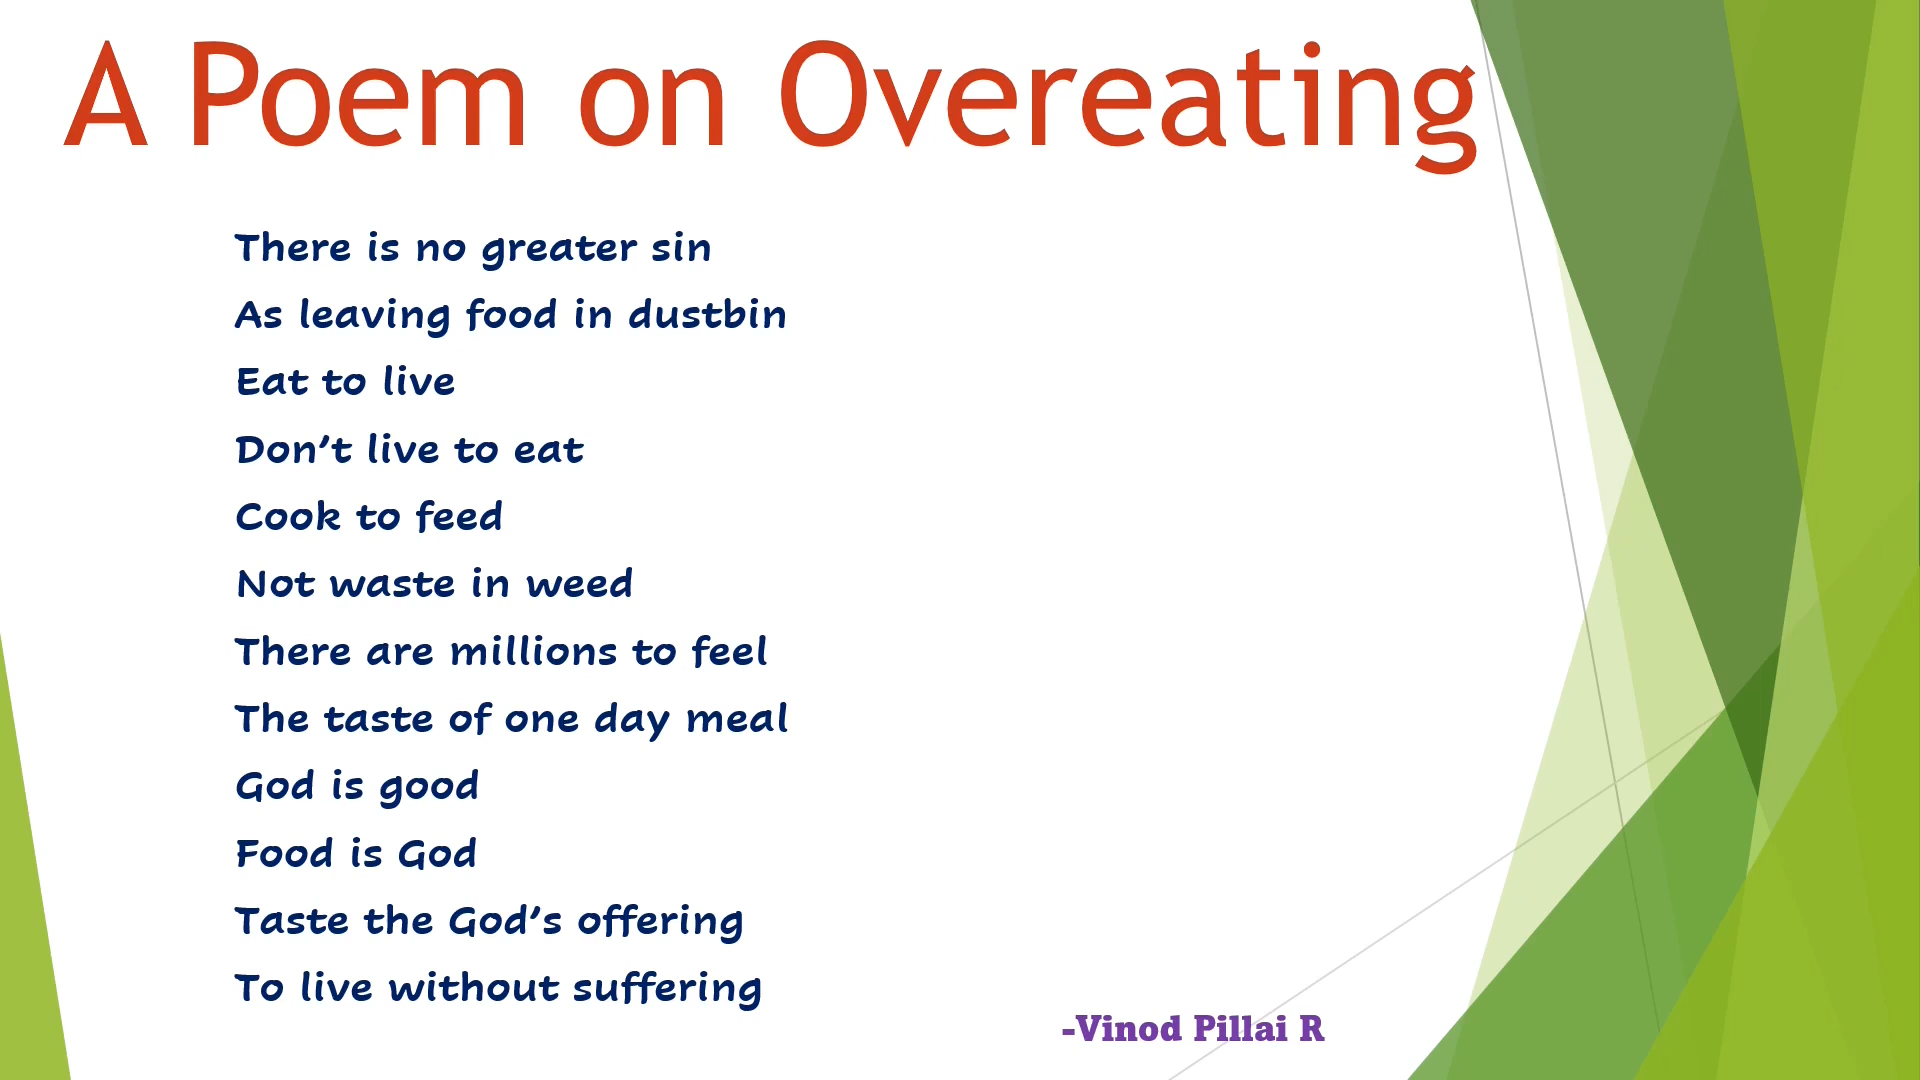 A Poem on Overeating
There is no greater sin
As leaving food in dustbin
Eat to live
Don’t live to eat
Cook to feed
Not waste in weed
There are millions to feel
The taste of one day meal
God is good
Food is God
Taste the God’s offering
To live without suffering
-Vinod Pillai R